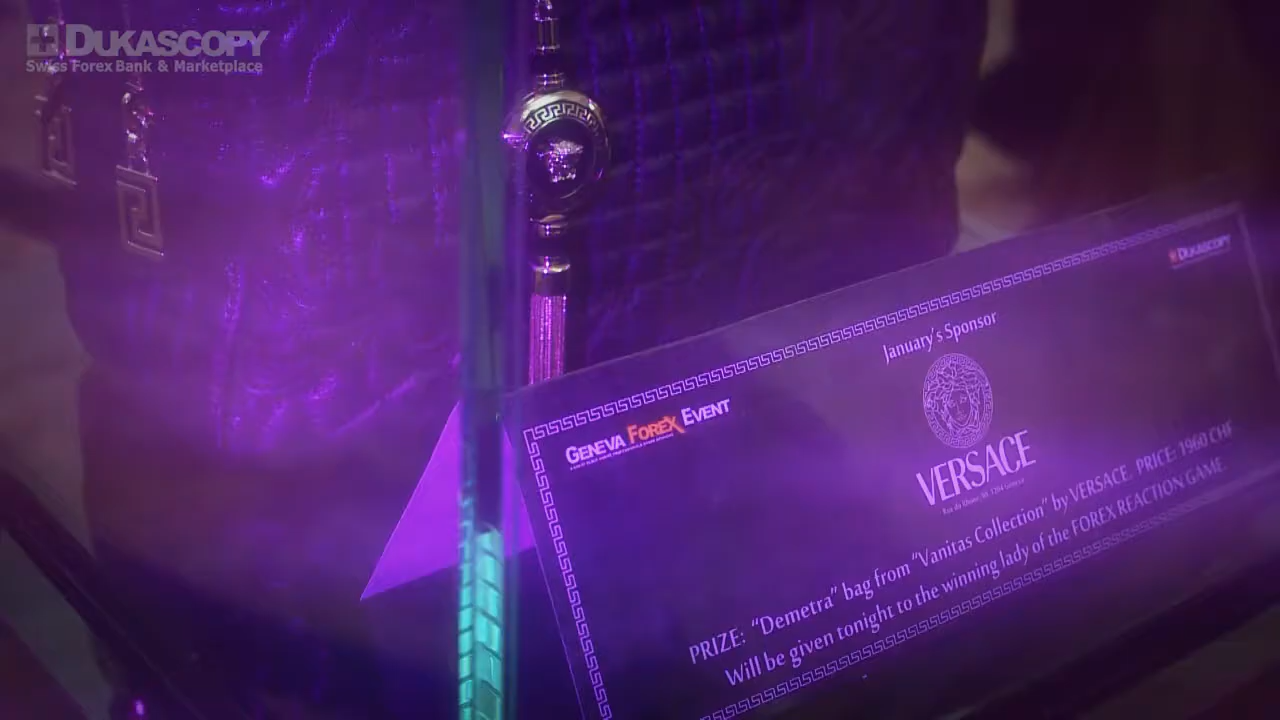 DUKASCOPY
Swiss Forex Bank & Marketplace
DUKASCOPY
January's Sponsor
GENEVA FOREX EVENT
VERSACE
PRIZE: "Demetra" bag from "Vanitas Collection" by VERSACE. PRICE: 1960 CHF
Will be given tonight to the winning lady of the FOREX REACTION GAME.